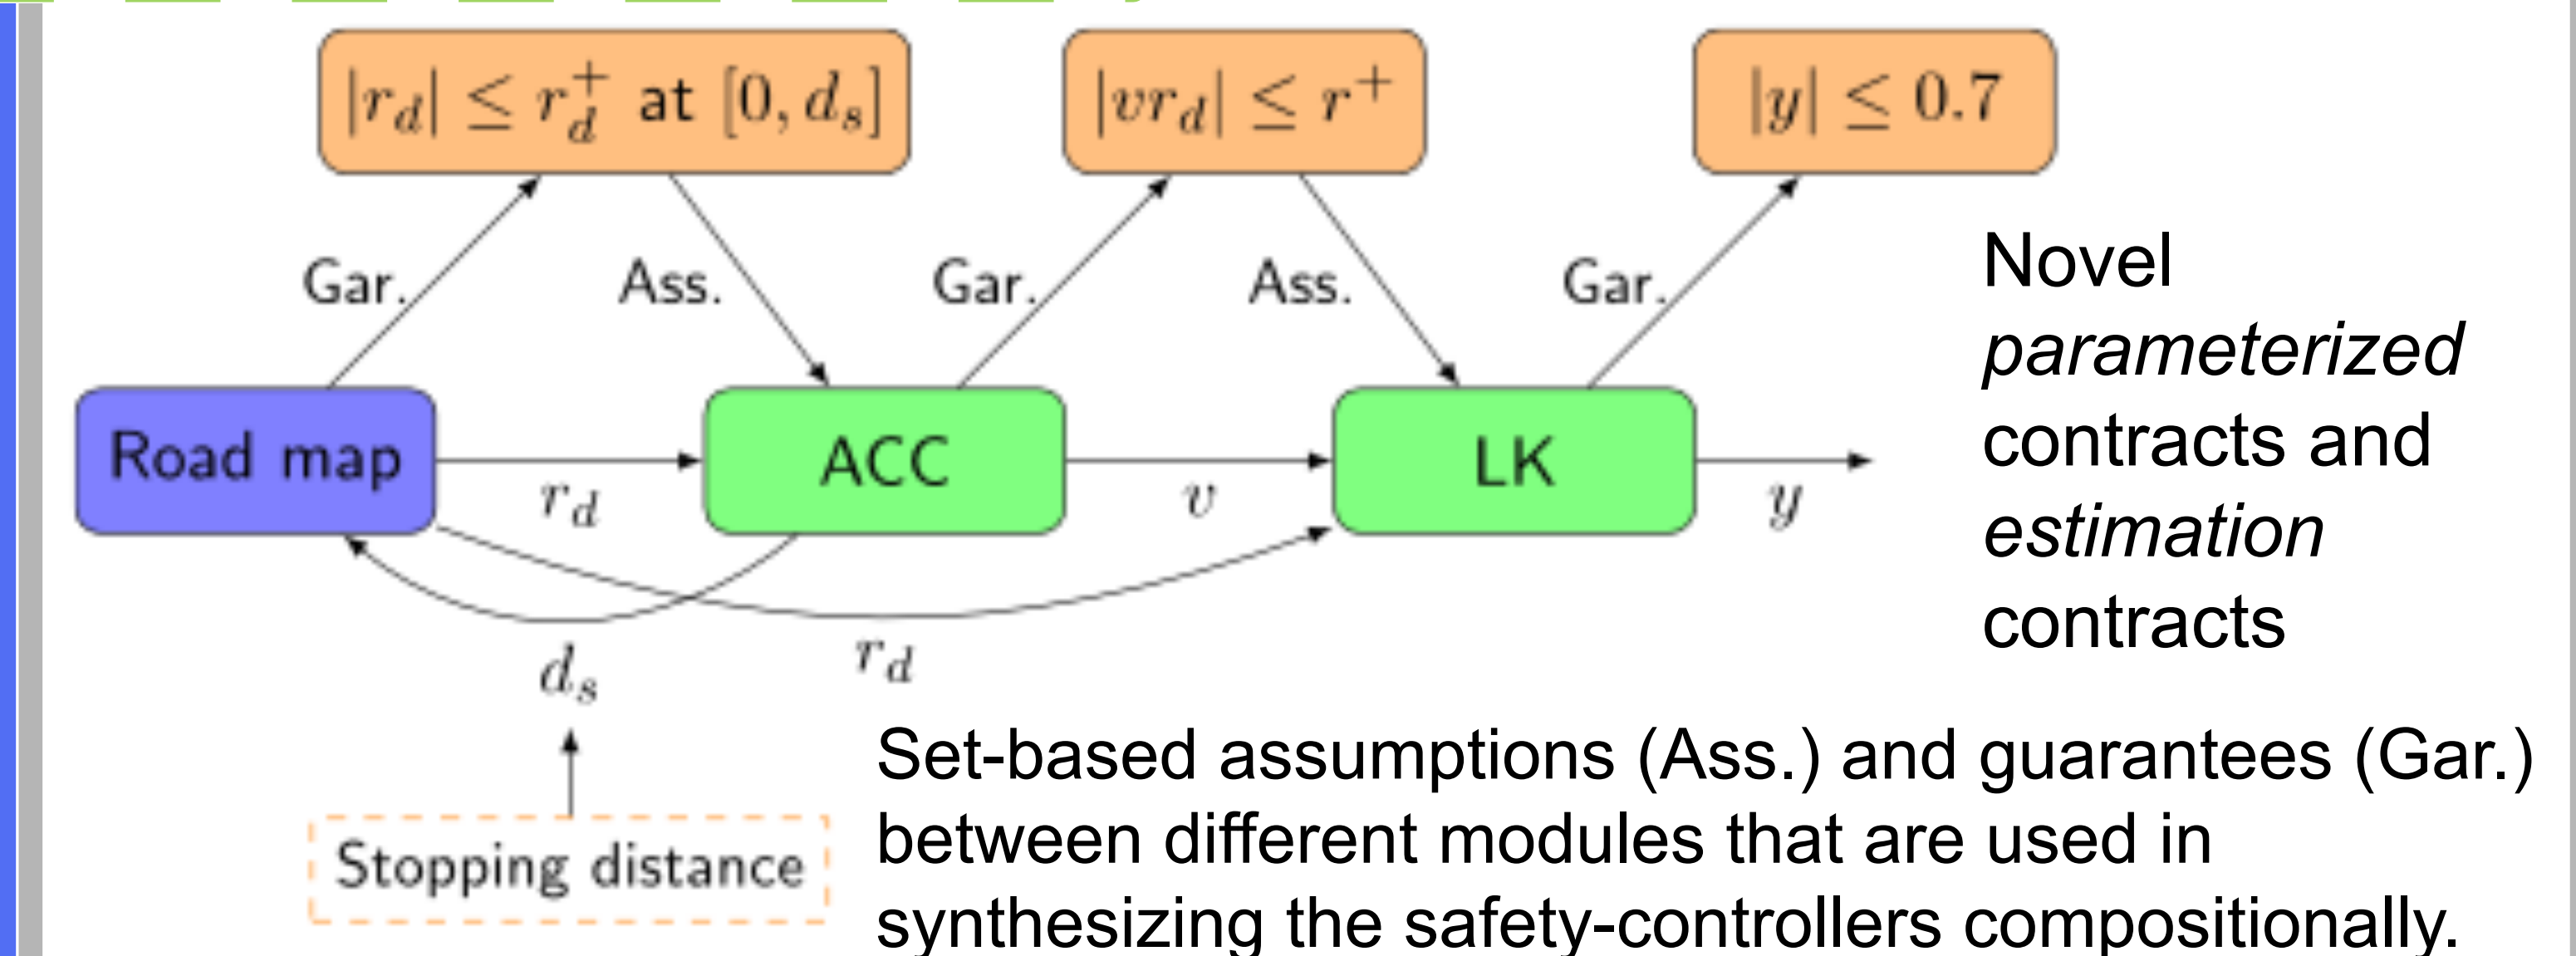 |r_d| ≤ r_d^+ at [0, d_s]
|vr_d| ≤ r^+
|y| ≤ 0.7
Gar.
Ass.
Gar.
Ass.
Gar.
Road map
r_d
ACC
v
LK
y
d_s
r_d
Stopping distance
Novel
parameterized
contracts and
estimation
contracts
Set-based assumptions (Ass.) and guarantees (Gar.)
between different modules that are used in
synthesizing the safety-controllers compositionally.